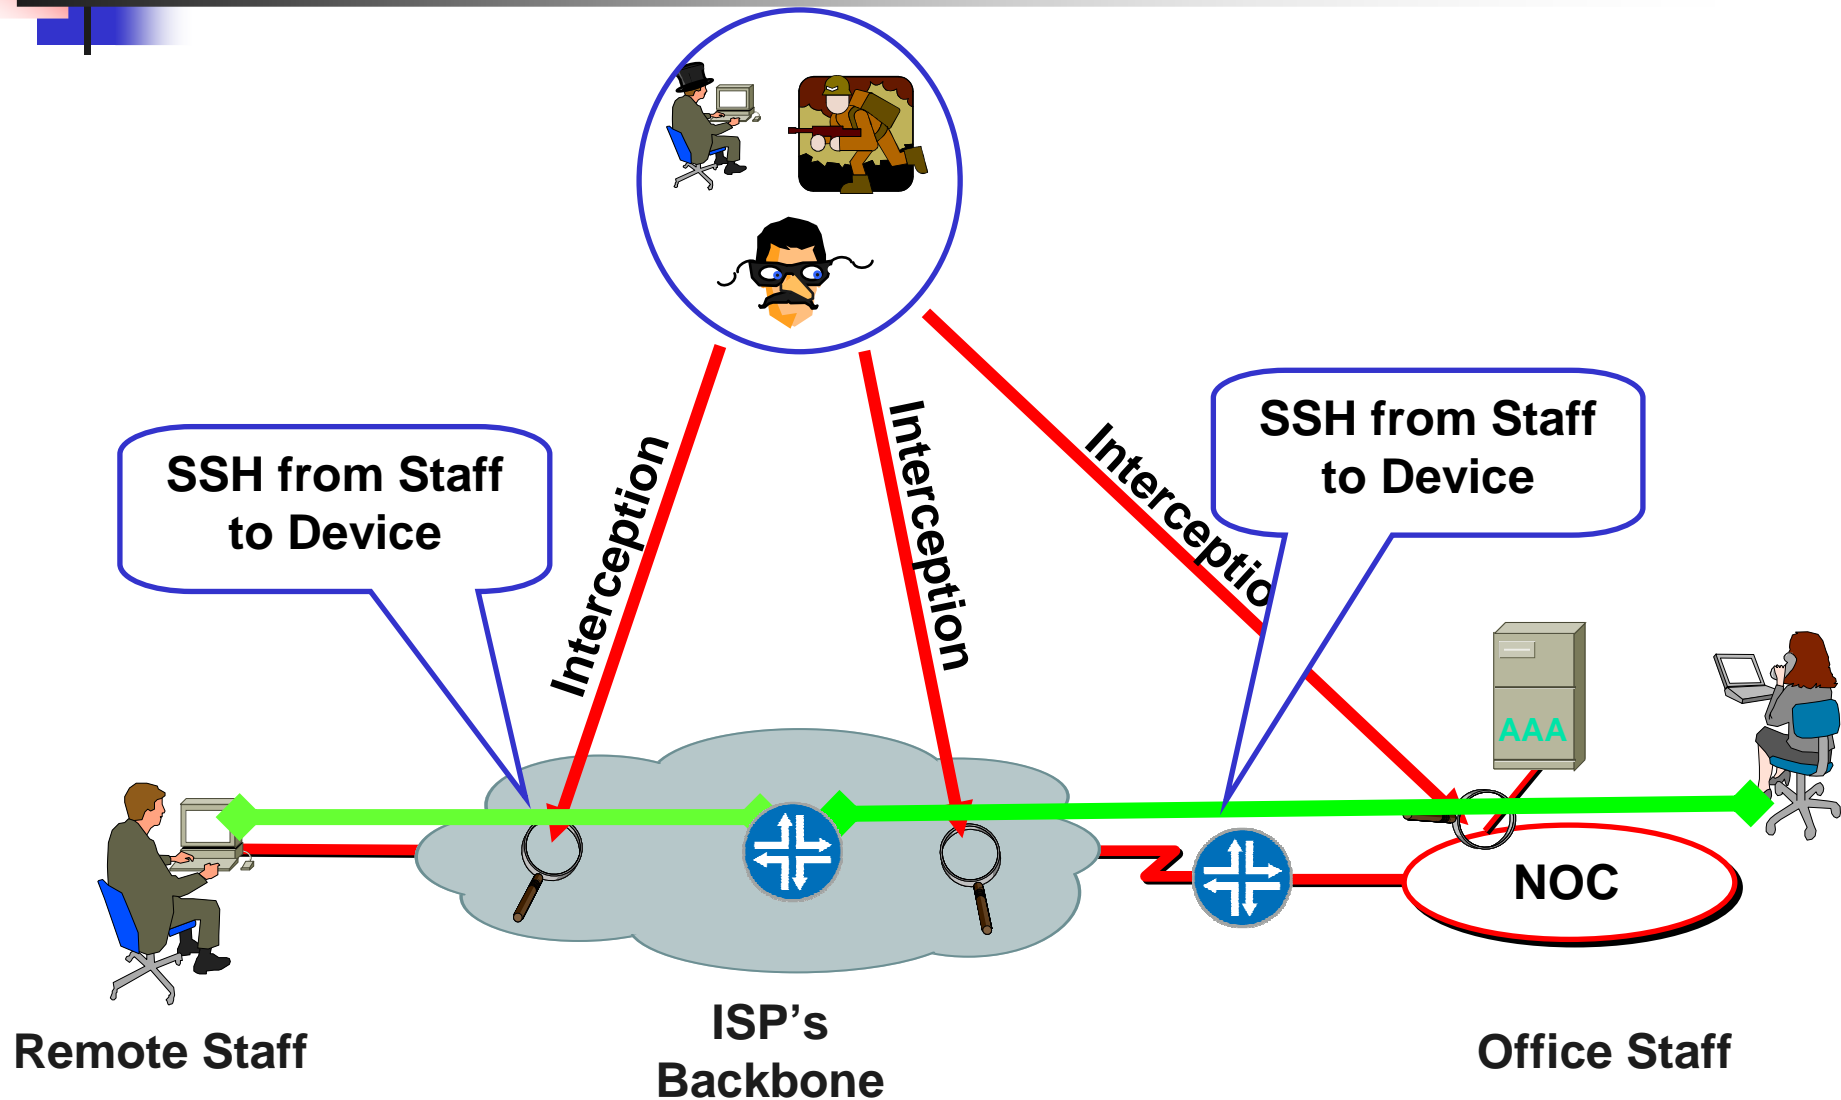 SSH from Staff
to Device
Interception
Interception
Interceptio
SSH from Staff
to Device
AAA
NOC
Remote Staff
ISP’s
Backbone
Office Staff